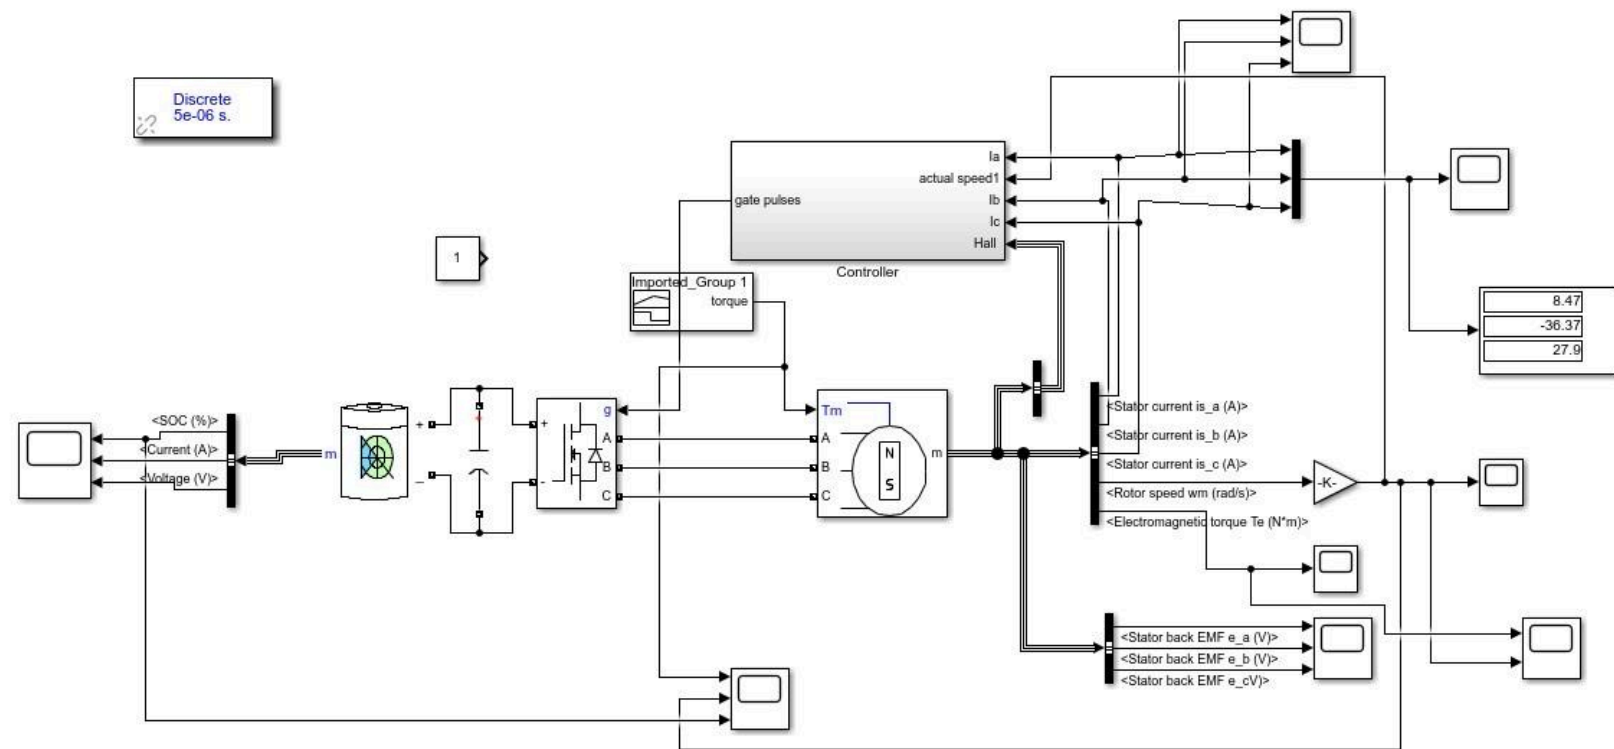 Discrete
5e-06 s.
Ia
actual speed1
gate pulses
Ib
Ic
Hall
Controller
1
Imported_Group 1
torque
8.47
-36.37
27.9
<SOC (%)>
<Current (A)>
<Voltage (V)>
m
+
_
+
-
g
A
B
C
Tm
A
B
C
N
S
m
<Stator current is_a (A)>
<Stator current is_b (A)>
<Stator current is_c (A)>
<Rotor speed wm (rad/s)>
<Electromagnetic torque Te (N*m)>
-K-
<Stator back EMF e_a (V)>
<Stator back EMF e_b (V)>
<Stator back EMF e_cV)>